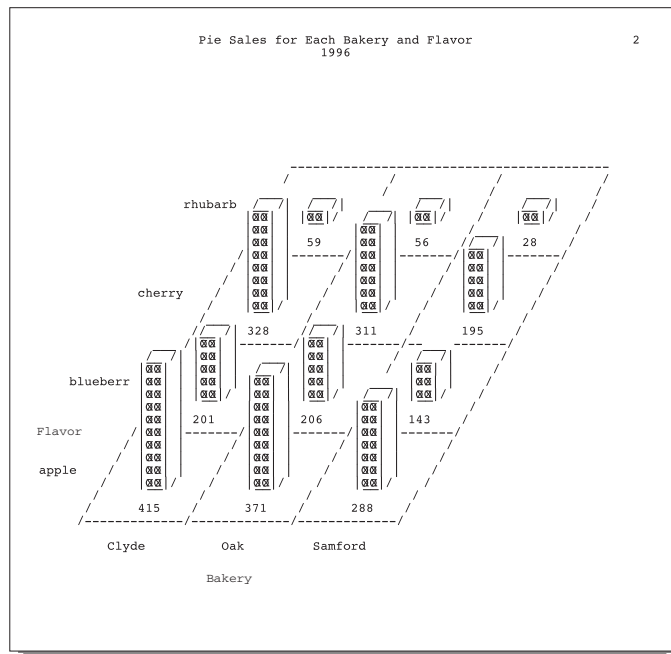 Pie Sales for Each Bakery and Flavor 2
1996
rhubarb
59 56 28
cherry
328 311 195
blueberr
201 206 143
Flavor
apple
415 371 288
Clyde Oak Samford
Bakery